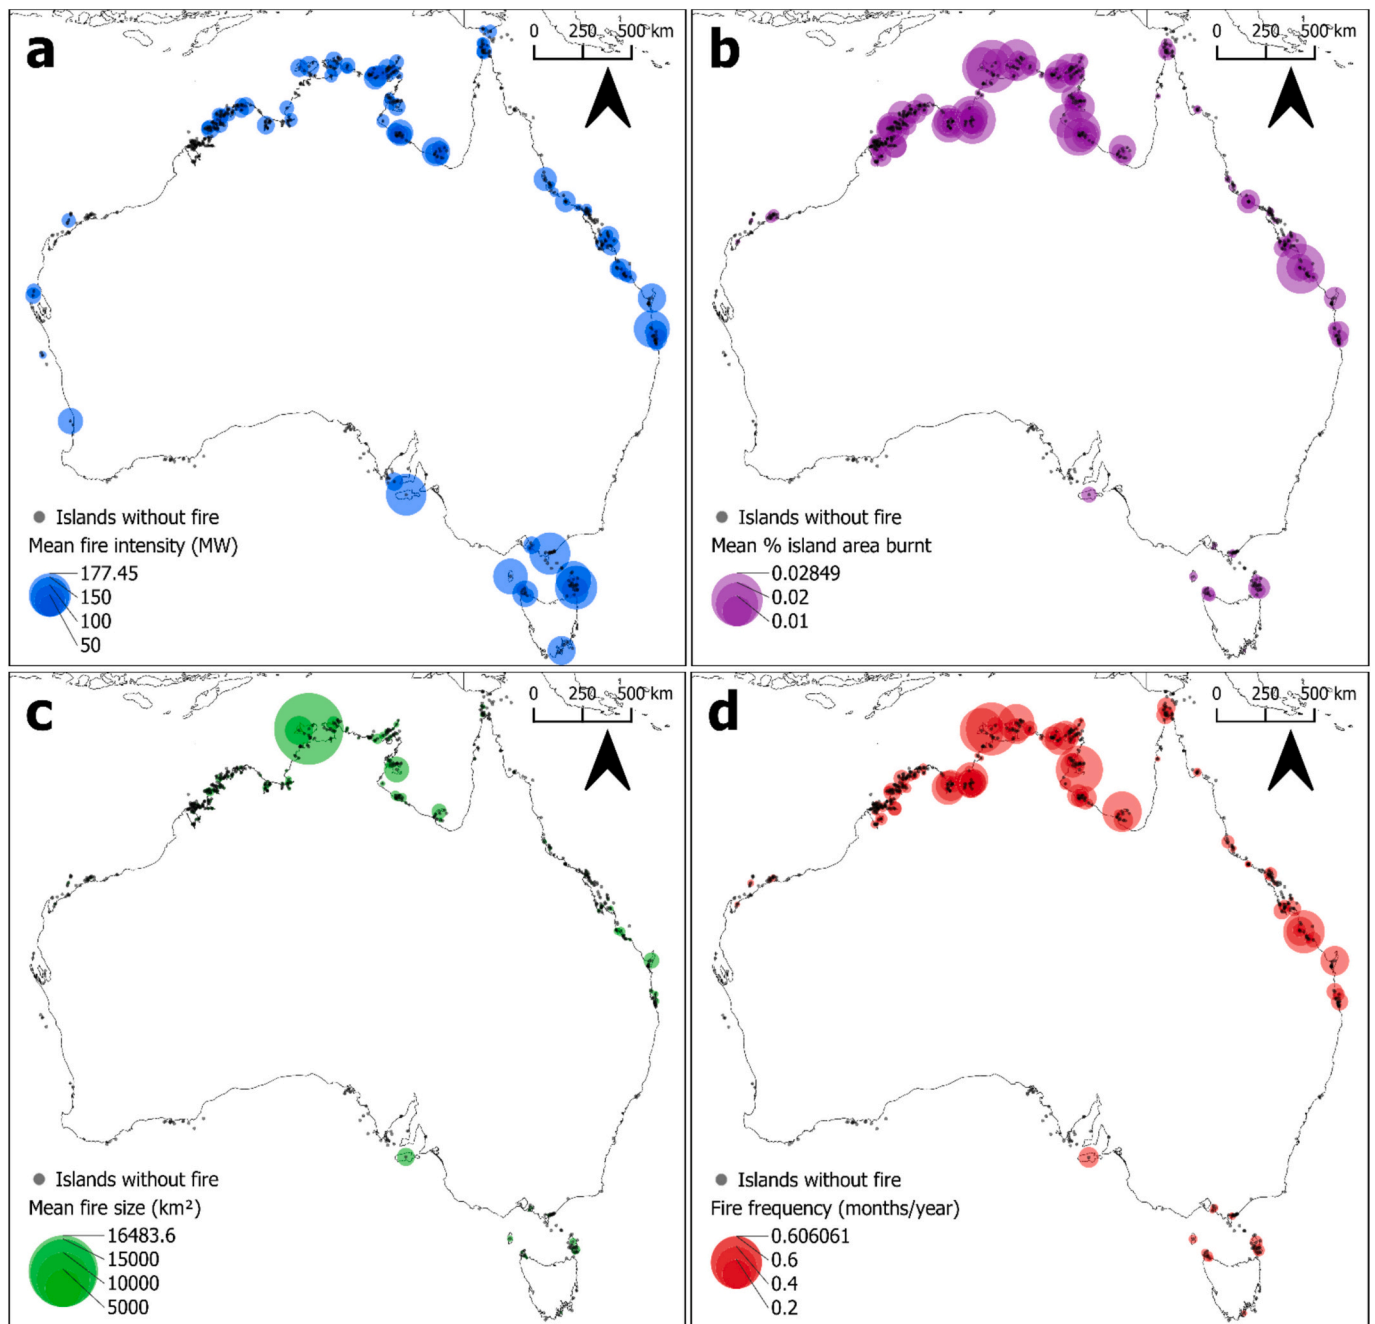 a
0 250 500 km
Islands without fire
Mean fire intensity (MW)
177.45
150
100
50
b
0 250 500 km
Islands without fire
Mean % island area burnt
0.02849
0.02
0.01
c
0 250 500 km
Islands without fire
Mean fire size (km²)
16483.6
15000
10000
5000
d
0 250 500 km
Islands without fire
Fire frequency (months/year)
0.606061
0.6
0.4
0.2